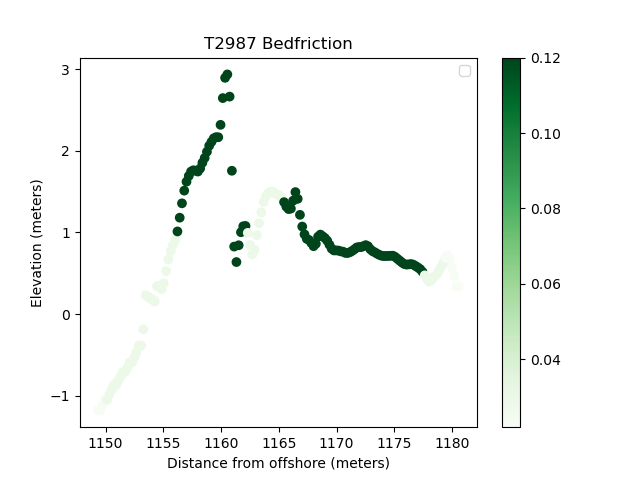 T2987 Bedfriction
3
2
1
0
−1
Elevation (meters)
1150 1155 1160 1165 1170 1175 1180
Distance from offshore (meters)
0.12
0.10
0.08
0.06
0.04